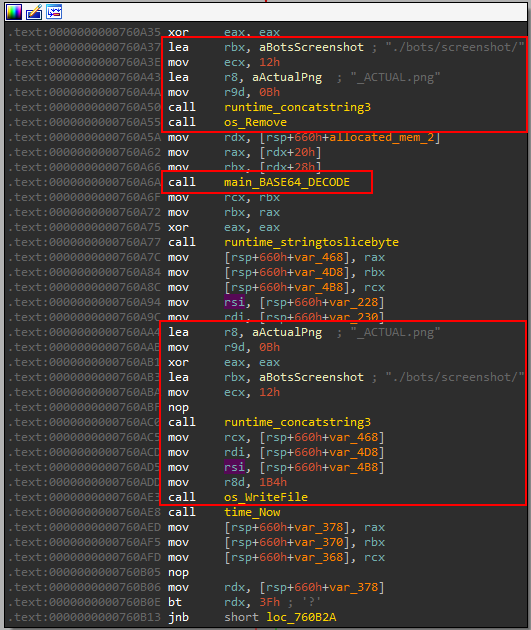 .text:0000000000760A35 xor eax, eax
.text:0000000000760A37 lea rbx, aBotsScreenshot ; "./bots/screenshot/"
.text:0000000000760A3E mov ecx, 12h
.text:0000000000760A43 lea r8, aActualPng ; "_ACTUAL.png"
.text:0000000000760A4A mov r9d, 0Bh
.text:0000000000760A50 call runtime_concatstring3
.text:0000000000760A55 call os_Remove
.text:0000000000760A5A mov rdx, [rsp+660h+allocated_mem_2]
.text:0000000000760A62 mov rax, [rdx+20h]
.text:0000000000760A66 mov rbx, [rdx+28h]
.text:0000000000760A6A call main_BASE64_DECODE
.text:0000000000760A6F mov rcx, rbx
.text:0000000000760A72 mov rbx, rax
.text:0000000000760A75 xor eax, eax
.text:0000000000760A77 call runtime_stringtoslicebyte
.text:0000000000760A7C mov [rsp+660h+var_468], rax
.text:0000000000760A84 mov [rsp+660h+var_4D8], rbx
.text:0000000000760A8C mov [rsp+660h+var_4B8], rcx
.text:0000000000760A94 mov rsi, [rsp+660h+var_228]
.text:0000000000760A9C mov rdi, [rsp+660h+var_230]
.text:0000000000760AA4 lea r8, aActualPng ; "_ACTUAL.png"
.text:0000000000760AAB mov r9d, 0Bh
.text:0000000000760AB1 xor eax, eax
.text:0000000000760AB3 lea rbx, aBotsScreenshot ; "./bots/screenshot/"
.text:0000000000760ABA mov ecx, 12h
.text:0000000000760ABF nop
.text:0000000000760AC0 call runtime_concatstring3
.text:0000000000760AC5 mov rcx, [rsp+660h+var_468]
.text:0000000000760ACD mov rdi, [rsp+660h+var_4D8]
.text:0000000000760AD5 mov rsi, [rsp+660h+var_4B8]
.text:0000000000760ADD mov r8d, 1B4h
.text:0000000000760AE3 call os_WriteFile
.text:0000000000760AE8 call time_Now
.text:0000000000760AED mov [rsp+660h+var_378], rax
.text:0000000000760AF5 mov [rsp+660h+var_370], rbx
.text:0000000000760AFD mov [rsp+660h+var_368], rcx
.text:0000000000760B05 nop
.text:0000000000760B06 mov rdx, [rsp+660h+var_378]
.text:0000000000760B0E bt rdx, 3Fh ; '?'
.text:0000000000760B13 jnb short loc_760B2A